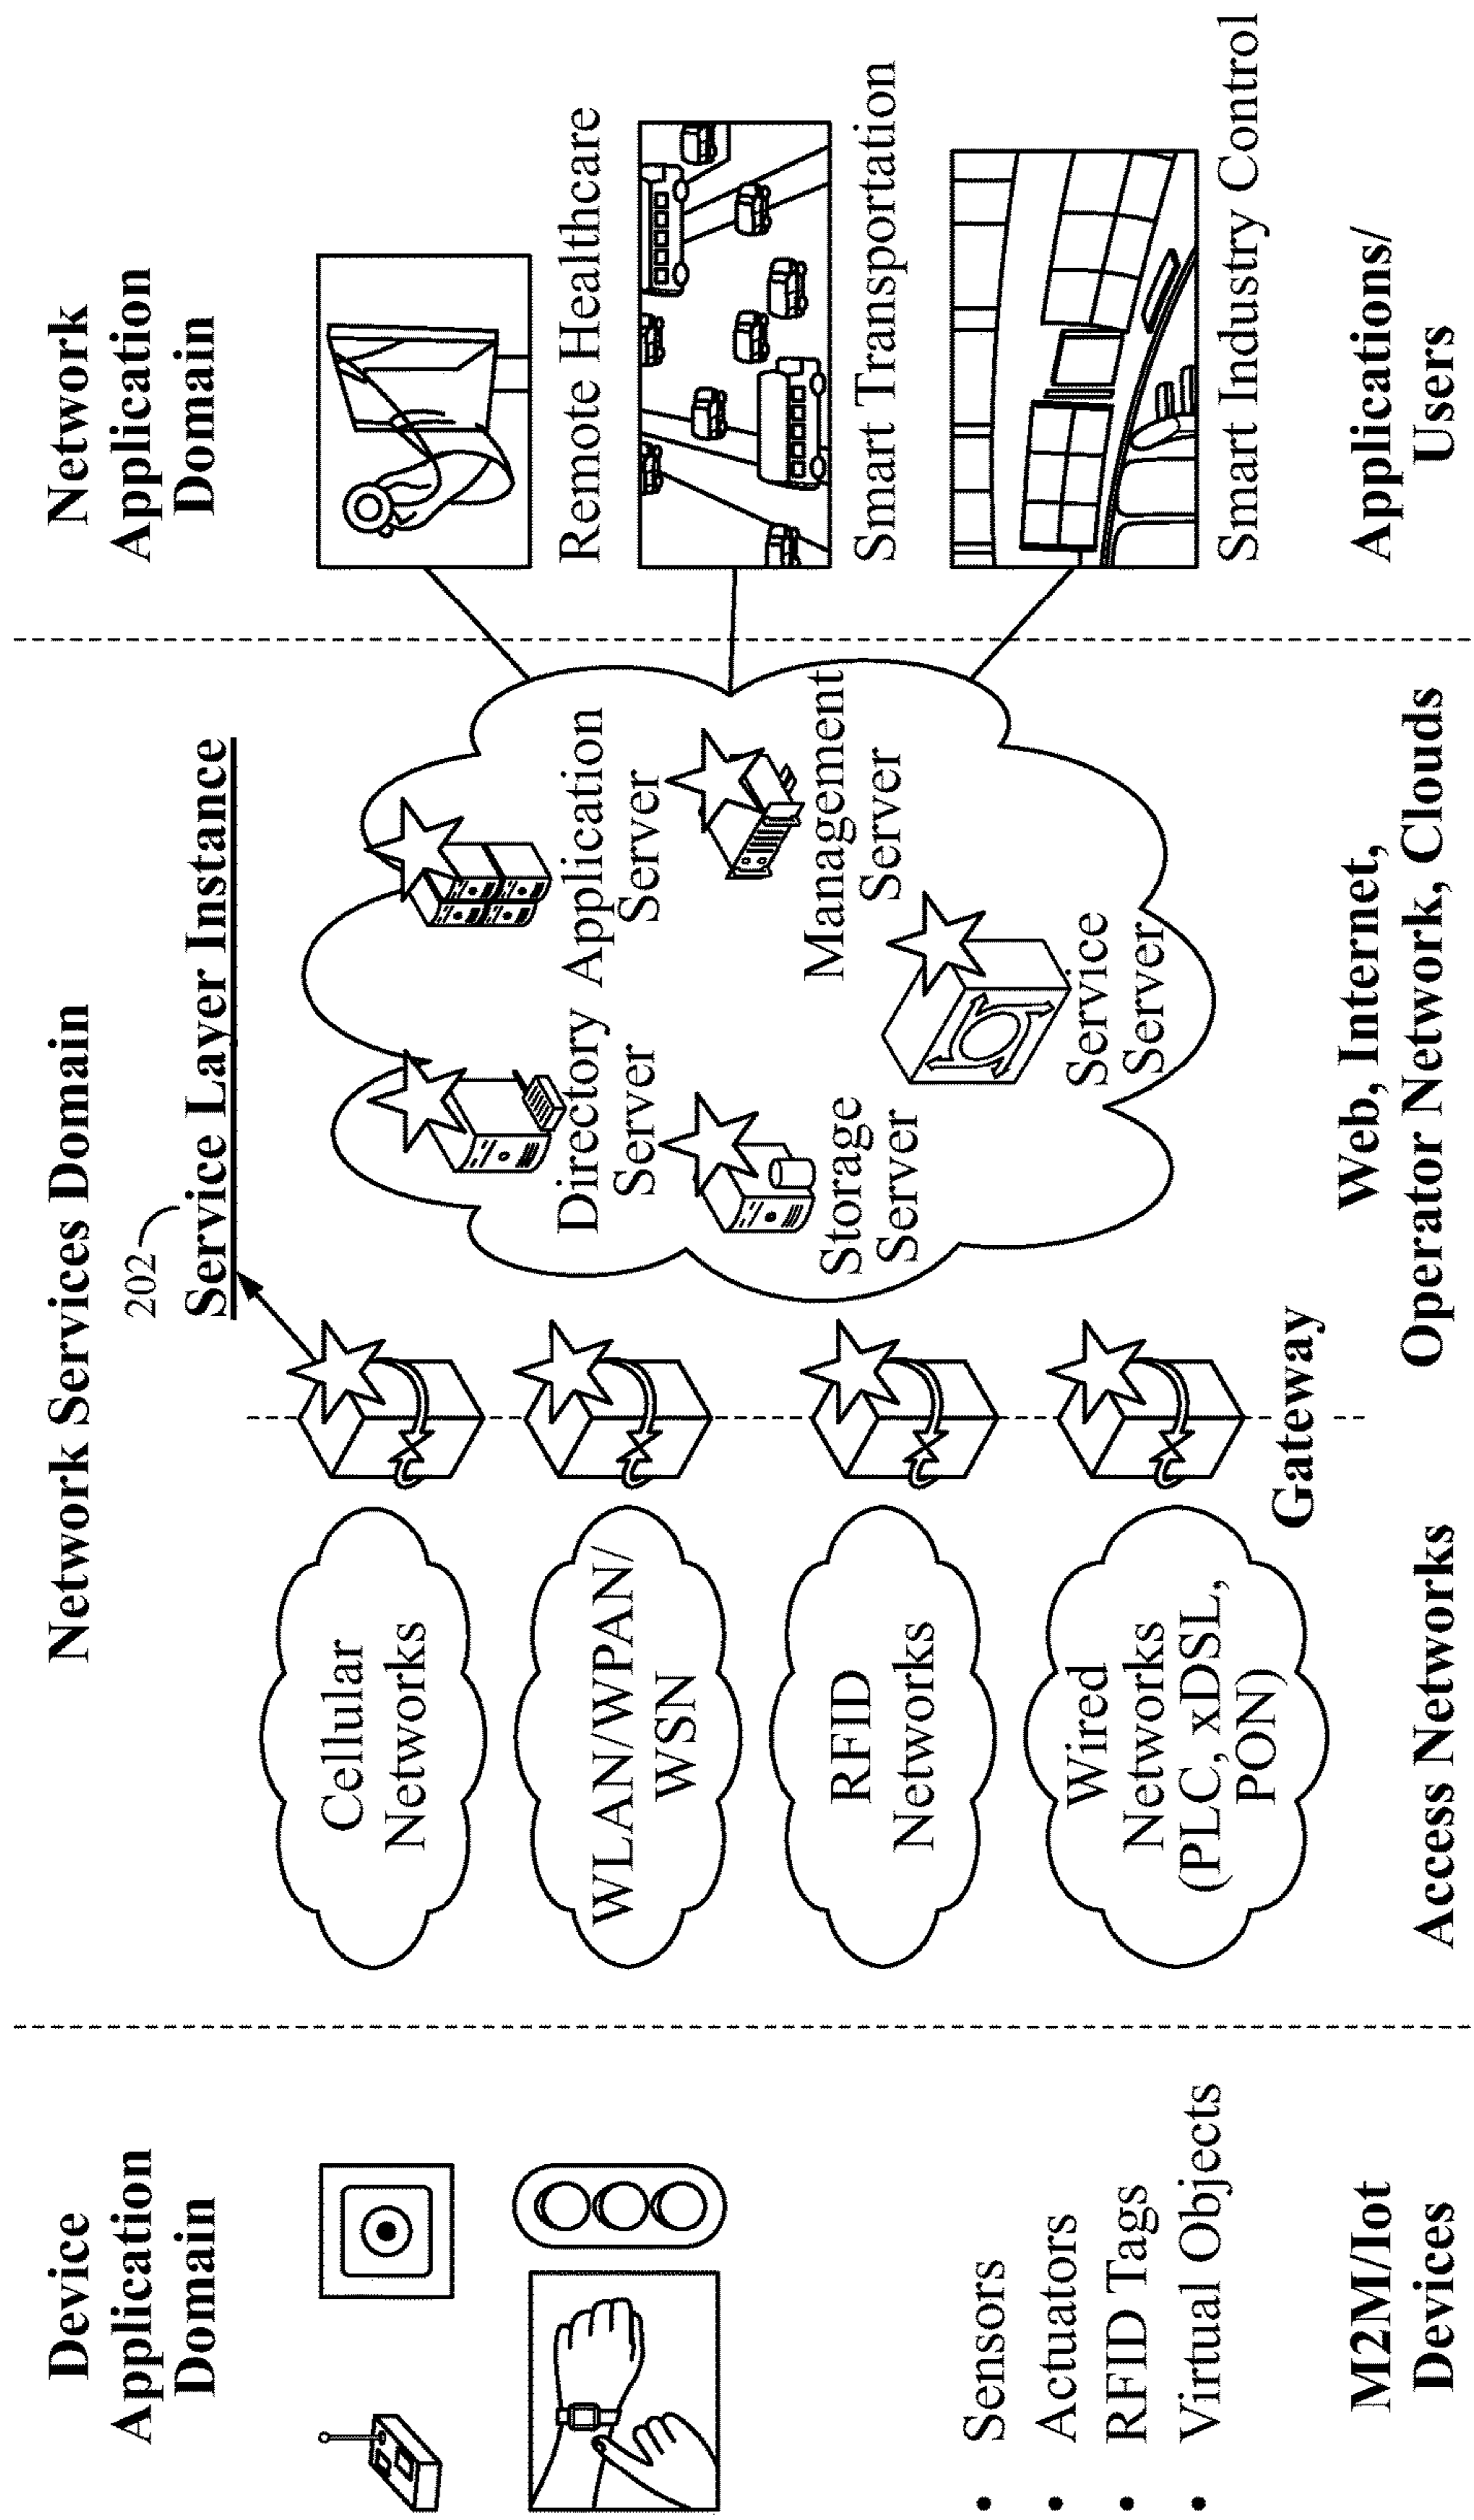 Device
Application
Domain
Network Services Domain
Network
Application
Domain
202
Service Layer Instance
Cellular
Networks
WLAN/WPAN/
WSN
RFID
Networks
Wired
Networks
(PLC, xDSL,
PON)
Directory
Server
Application
Server
Storage
Server
Management
Server
Service
Server
Remote Healthcare
Smart Transportation
Smart Industry Control
• Sensors
• Actuators
• RFID Tags
• Virtual Objects
Gateway
M2M/Iot
Devices
Access Networks
Web, Internet,
Operator Network, Clouds
Applications/
Users